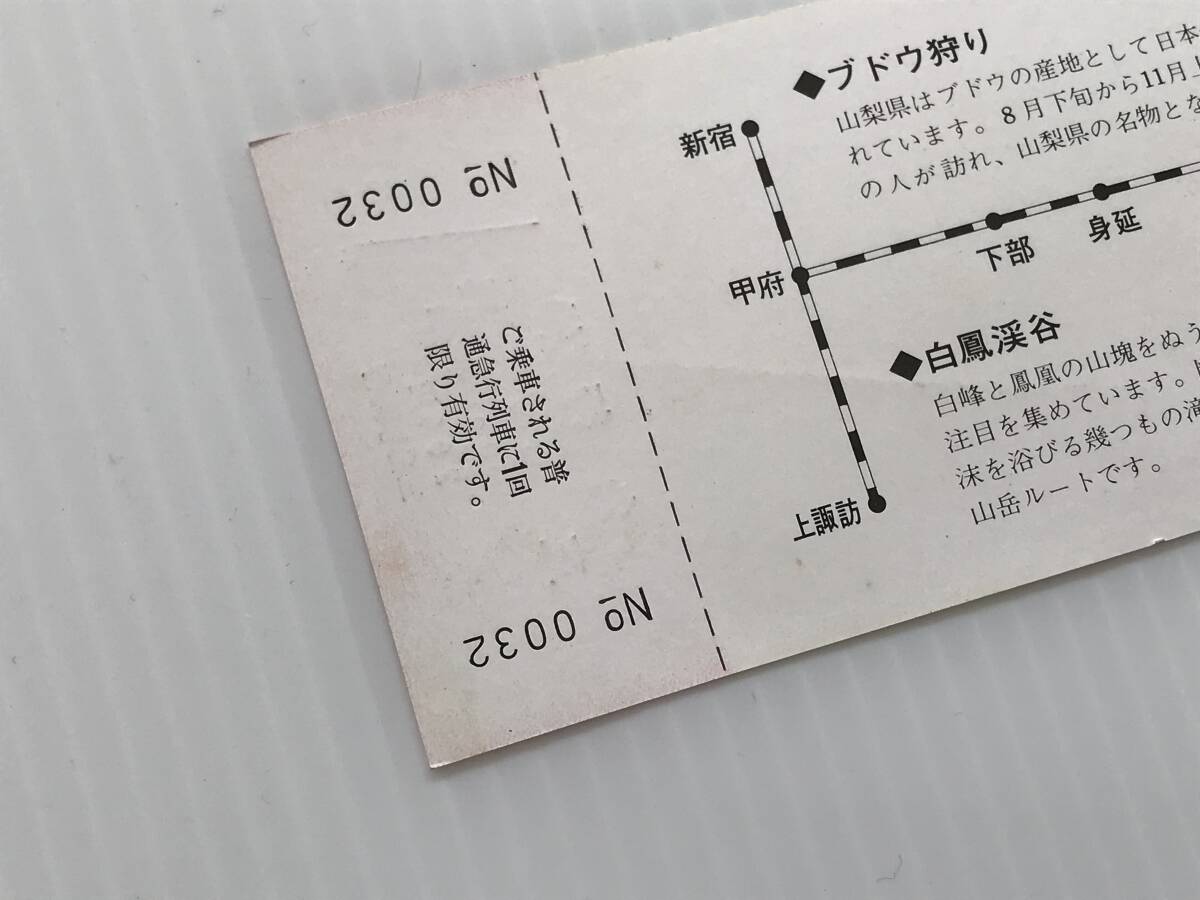 № 0032
ご乗車される普
通急行列車に1回
限り有効です。
№ 0032
◆ブドウ狩り
山梨県はブドウの産地として日本
れています。8月下旬から11月上
の人が訪れ、山梨県の名物とな
新宿
甲府
下部
身延
上諏訪
◆白鳳渓谷
白峰と鳳凰の山塊をぬう
注目を集めています。
沫を浴びる幾つもの滝
山岳ルートです。